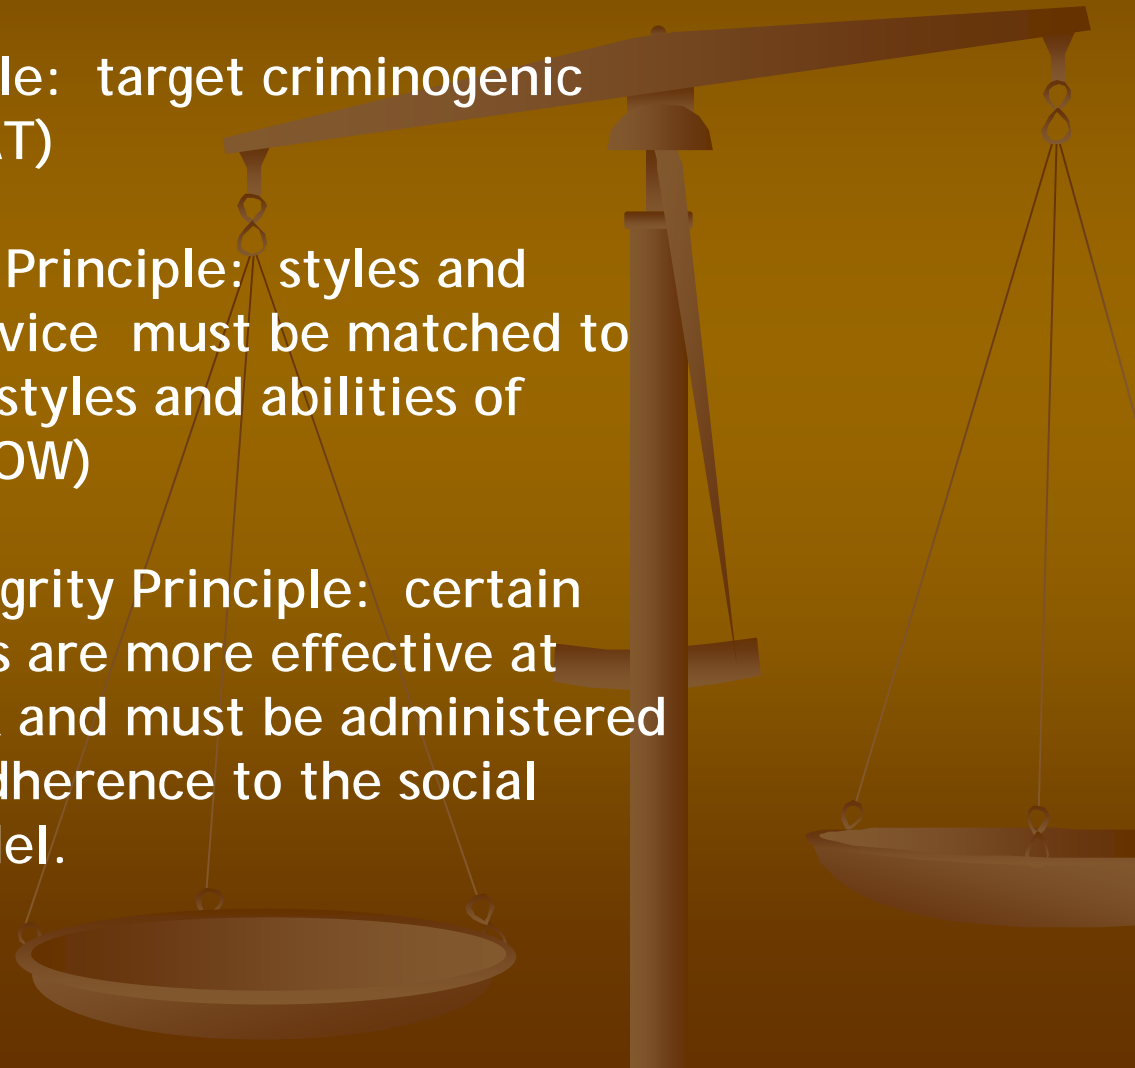 le: target criminogenic
AT)
Principle: styles and
vice must be matched to
styles and abilities of
OW)
grity Principle: certain
s are more effective at
and must be administered
dherence to the social
del.